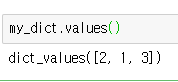 my_dict.values()
dict_values([2, 1, 3])